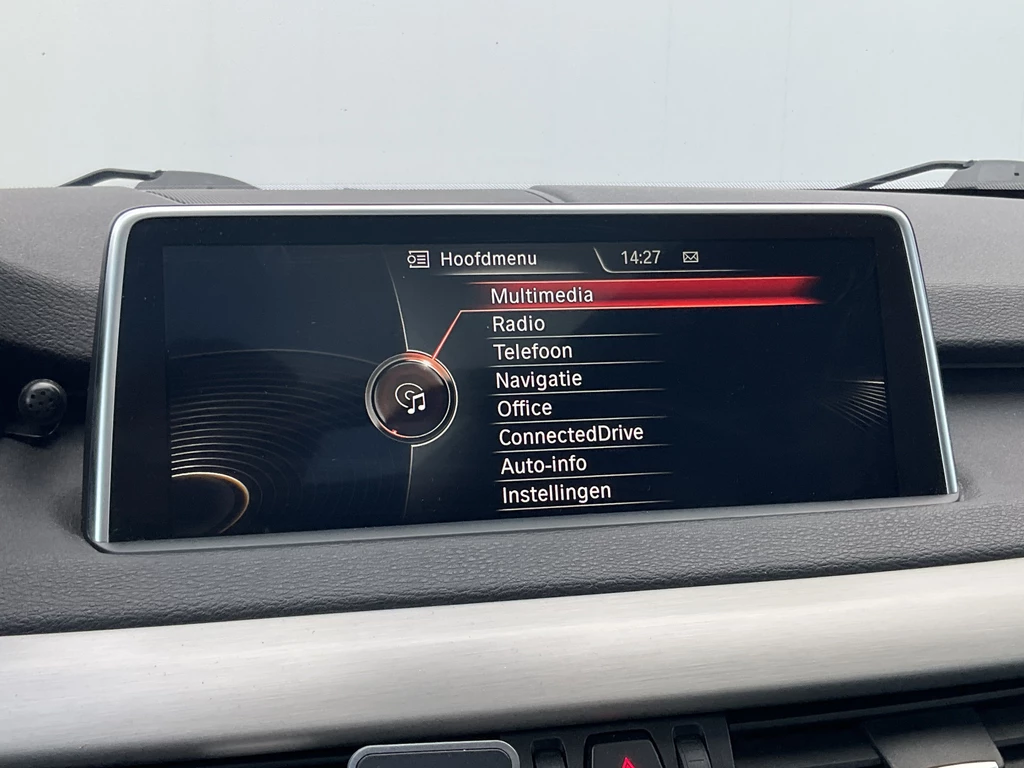 Hoofdmenu 14:27
Multimedia
Radio
Telefoon
Navigatie
Office
ConnectedDrive
Auto-info
Instellingen